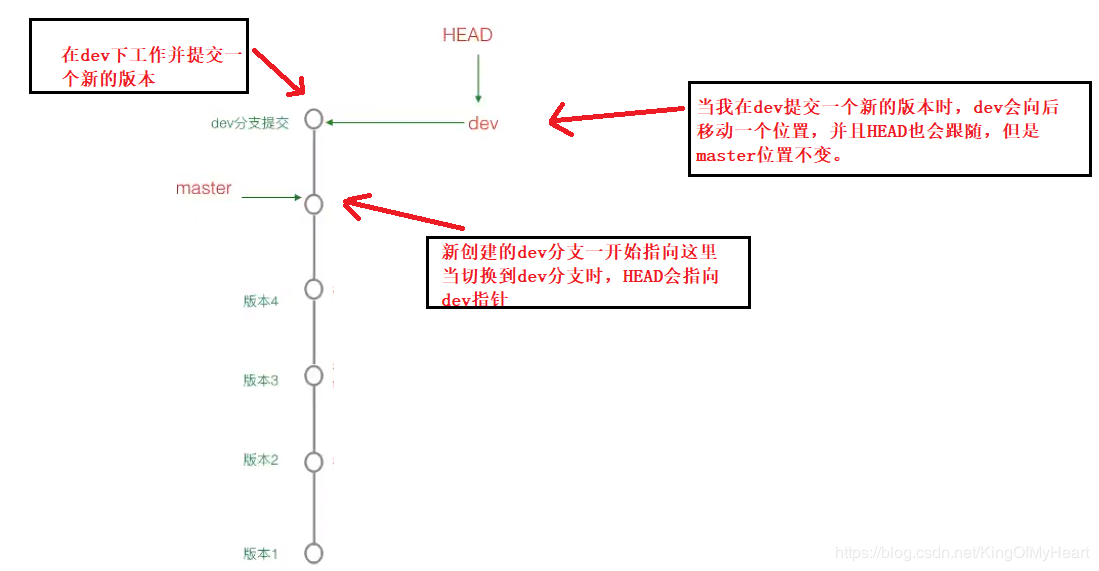 在dev下工作并提交一
个新的版本
HEAD
dev分支提交
dev
当我在dev提交一个新的版本时，dev会向后
移动一个位置，并且HEAD也会跟随，但是
master位置不变。
master
新创建的dev分支一开始指向这里
当切换到dev分支时，HEAD会指向
dev指针
版本4
版本3
版本2
版本1
https://blog.csdn.net/KingOfMyHeart